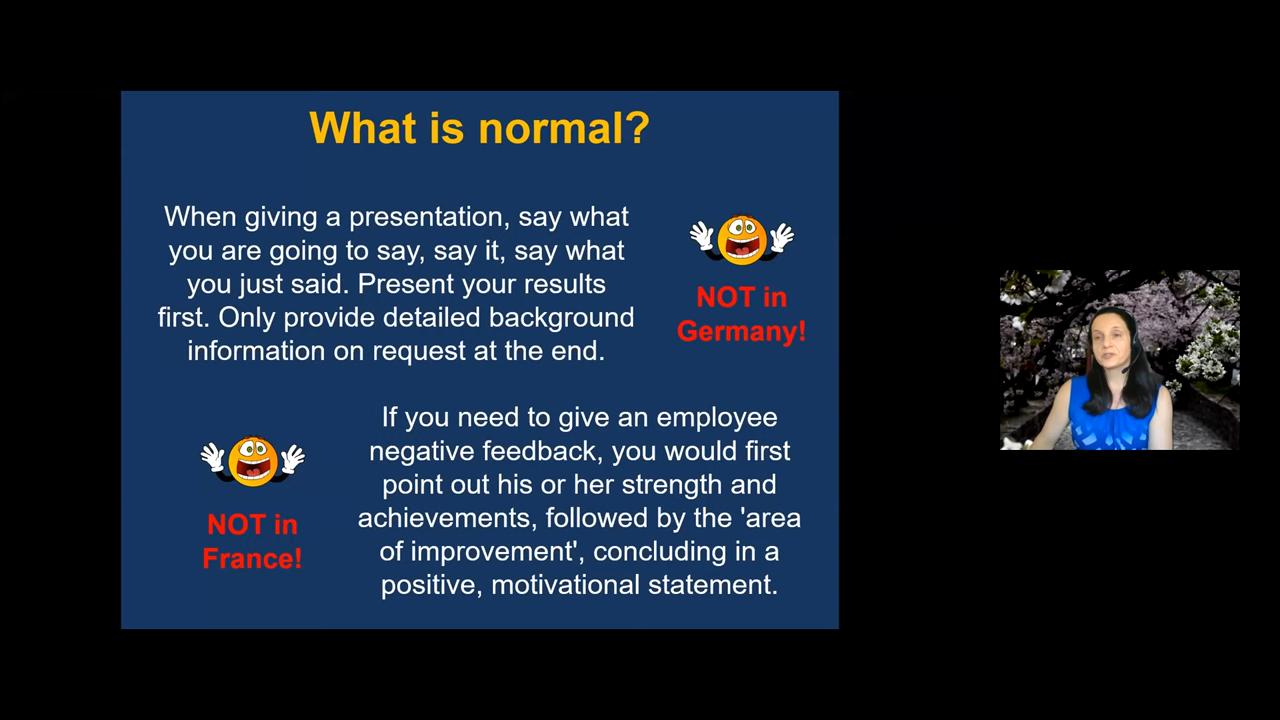 What is normal?
When giving a presentation, say what
you are going to say, say it, say what
you just said. Present your results
first. Only provide detailed background
information on request at the end.
NOT in
Germany!
If you need to give an employee
negative feedback, you would first
point out his or her strength and
achievements, followed by the 'area
of improvement', concluding in a
positive, motivational statement.
NOT in
France!